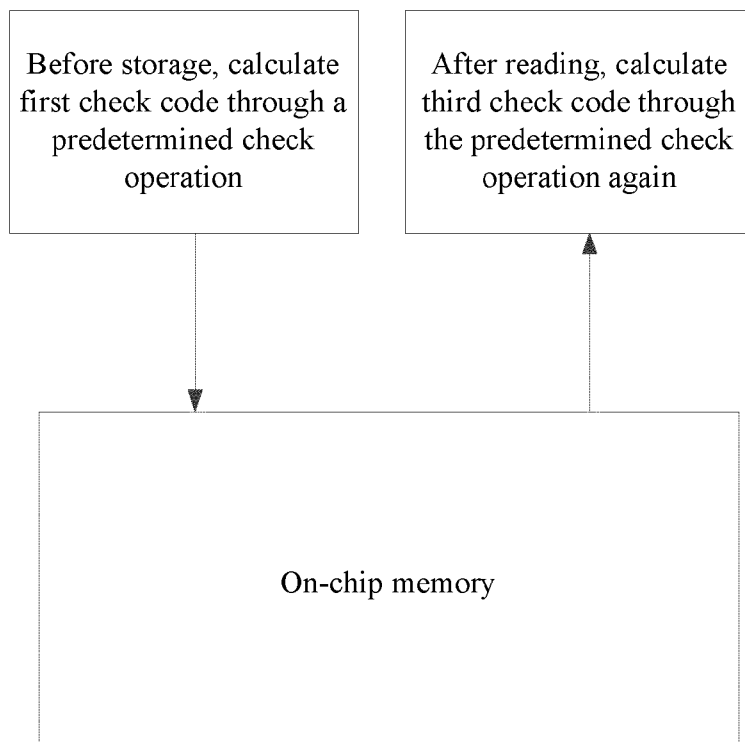 Before storage, calculate
first check code through a
predetermined check
operation
After reading, calculate
third check code through
the predetermined check
operation again
On-chip memory